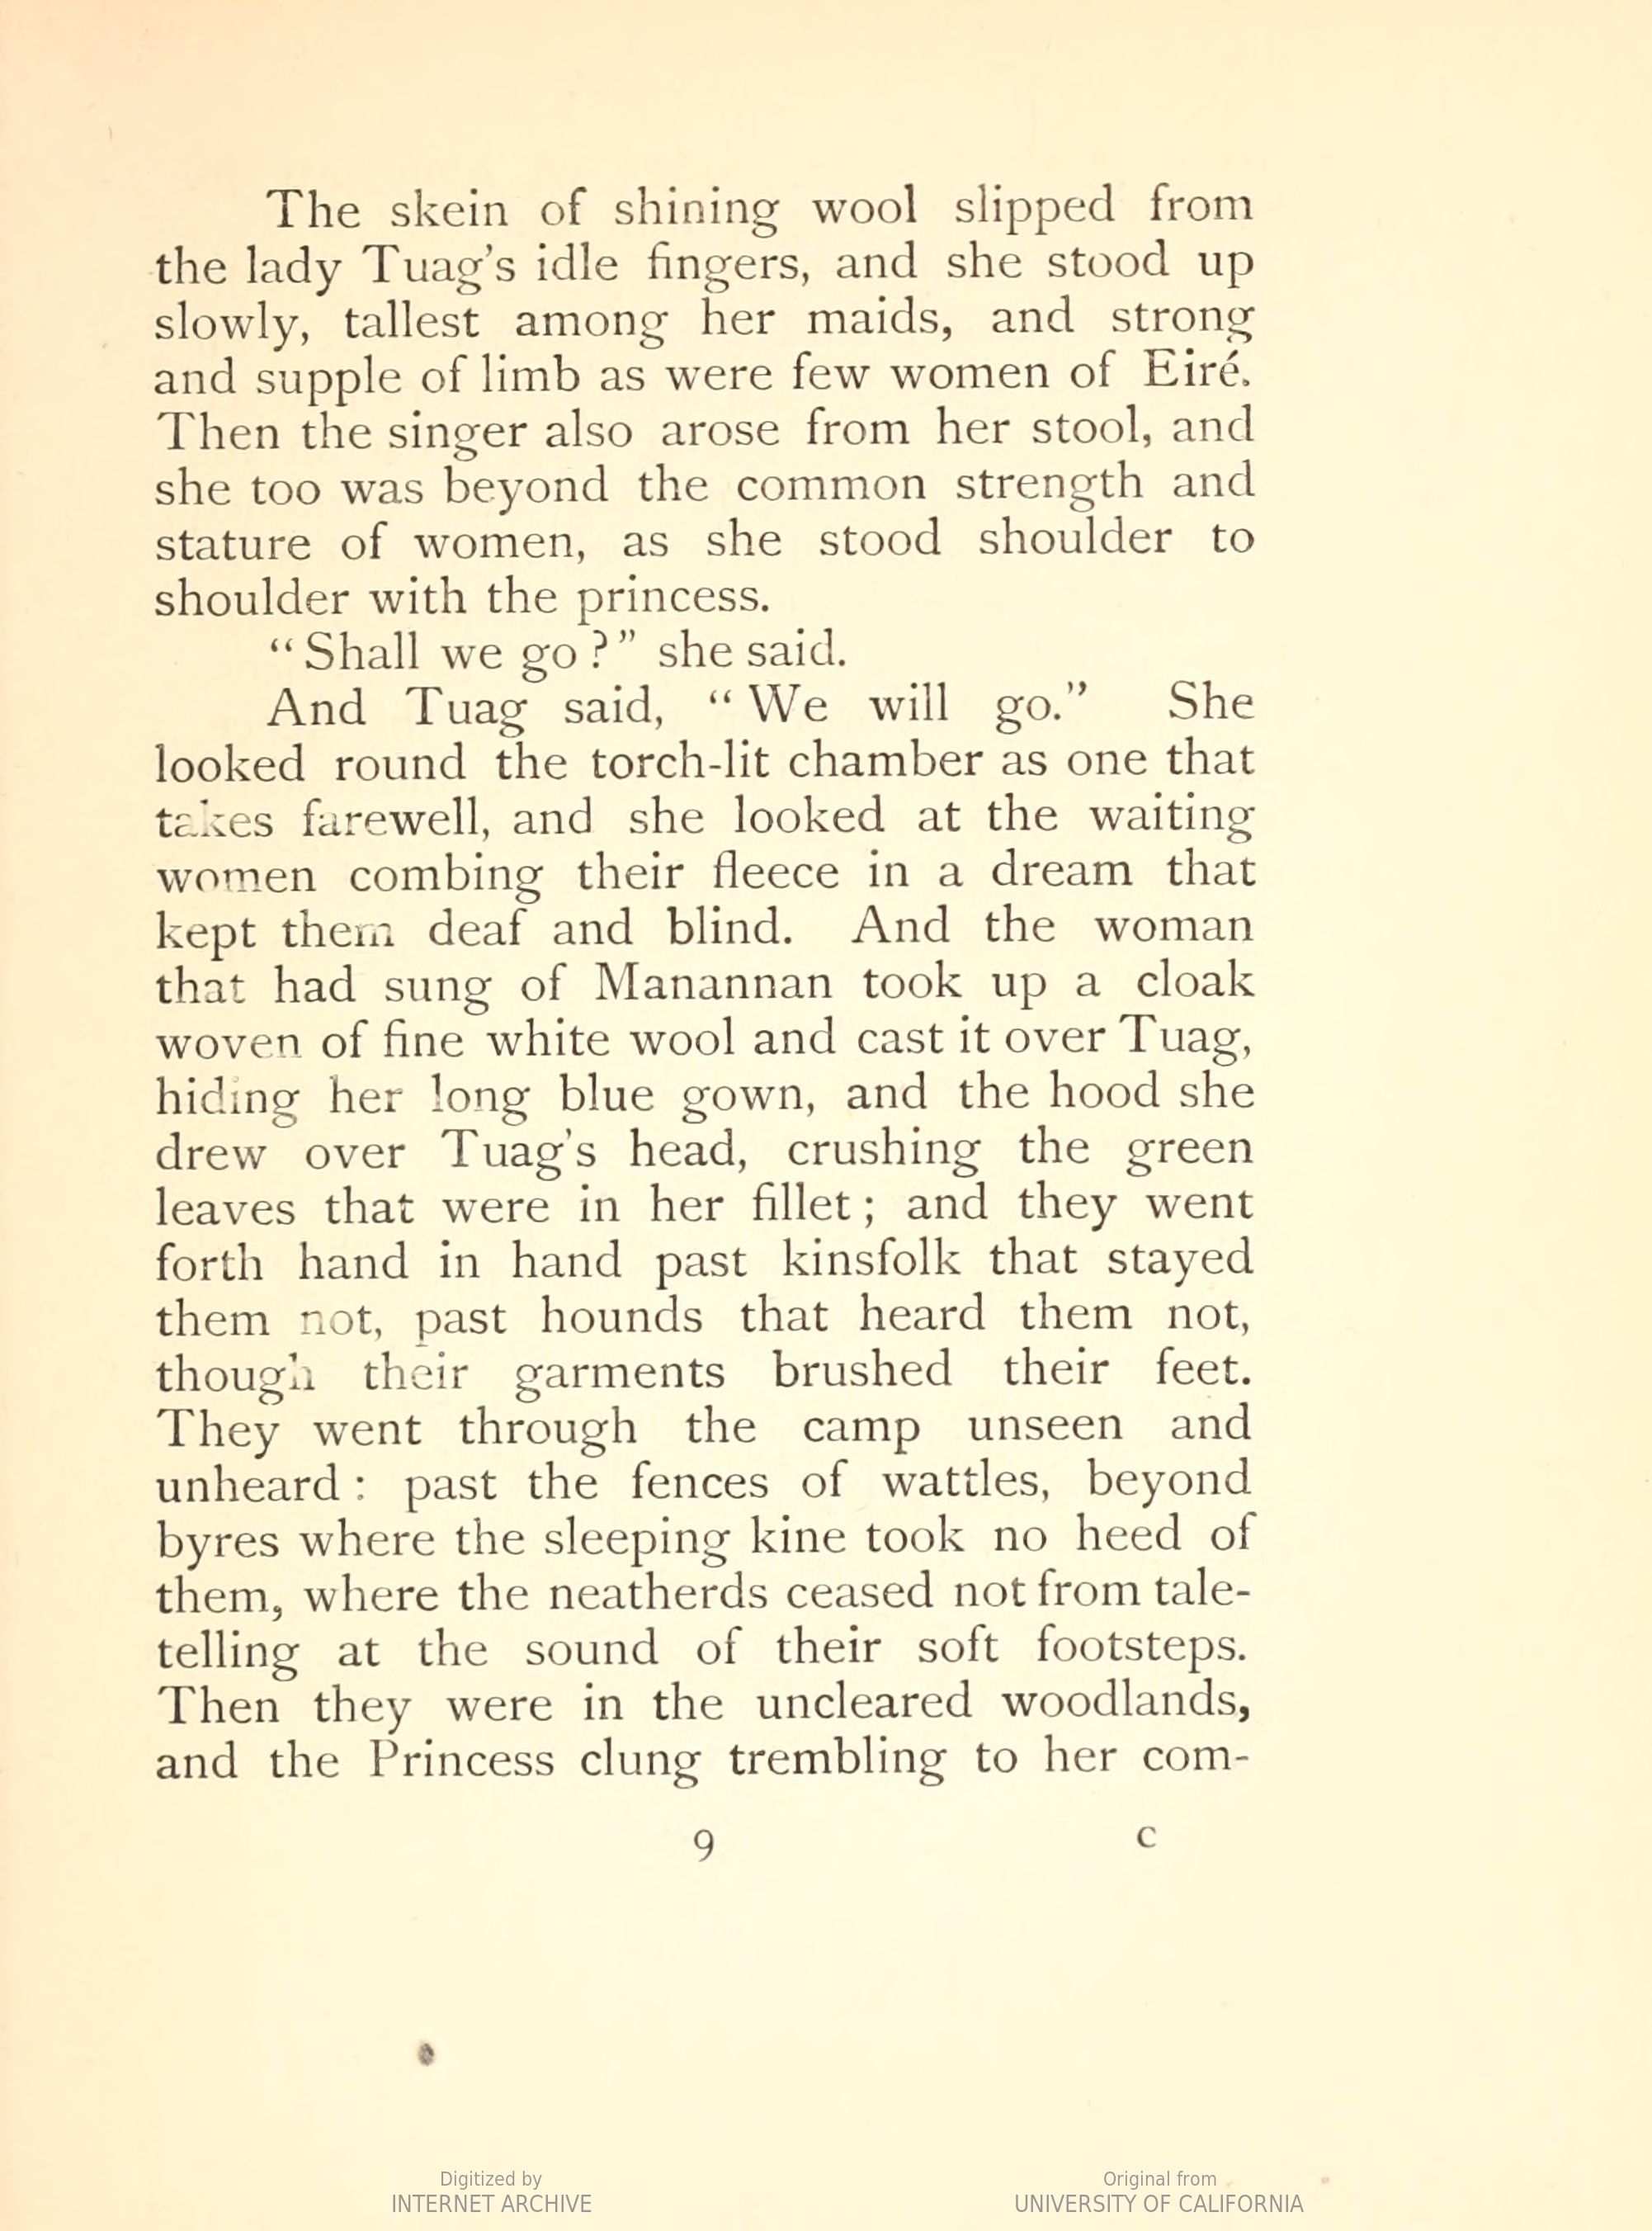 The skein of shining wool slipped from
the lady Tuag's idle fingers, and she stood up
slowly, tallest among her maids, and strong
and supple of limb as were few women of Eiré.
Then the singer also arose from her stool, and
she too was beyond the common strength and
stature of women, as she stood shoulder to
shoulder with the princess.
“Shall we go?” she said.
And Tuag said, “We will go.” She
looked round the torch-lit chamber as one that
takes farewell, and she looked at the waiting
women combing their fleece in a dream that
kept them deaf and blind. And the woman
that had sung of Manannan took up a cloak
woven of fine white wool and cast it over Tuag,
hiding her long blue gown, and the hood she
drew over Tuag's head, crushing the green
leaves that were in her fillet; and they went
forth hand in hand past kinsfolk that stayed
them not, past hounds that heard them not,
though their garments brushed their feet.
They went through the camp unseen and
unheard: past the fences of wattles, beyond
byres where the sleeping kine took no heed of
them, where the neatherds ceased not from tale-
telling at the sound of their soft footsteps.
Then they were in the uncleared woodlands,
and the Princess clung trembling to her com-
9 C
Digitized by
INTERNET ARCHIVE
Original from
UNIVERSITY OF CALIFORNIA